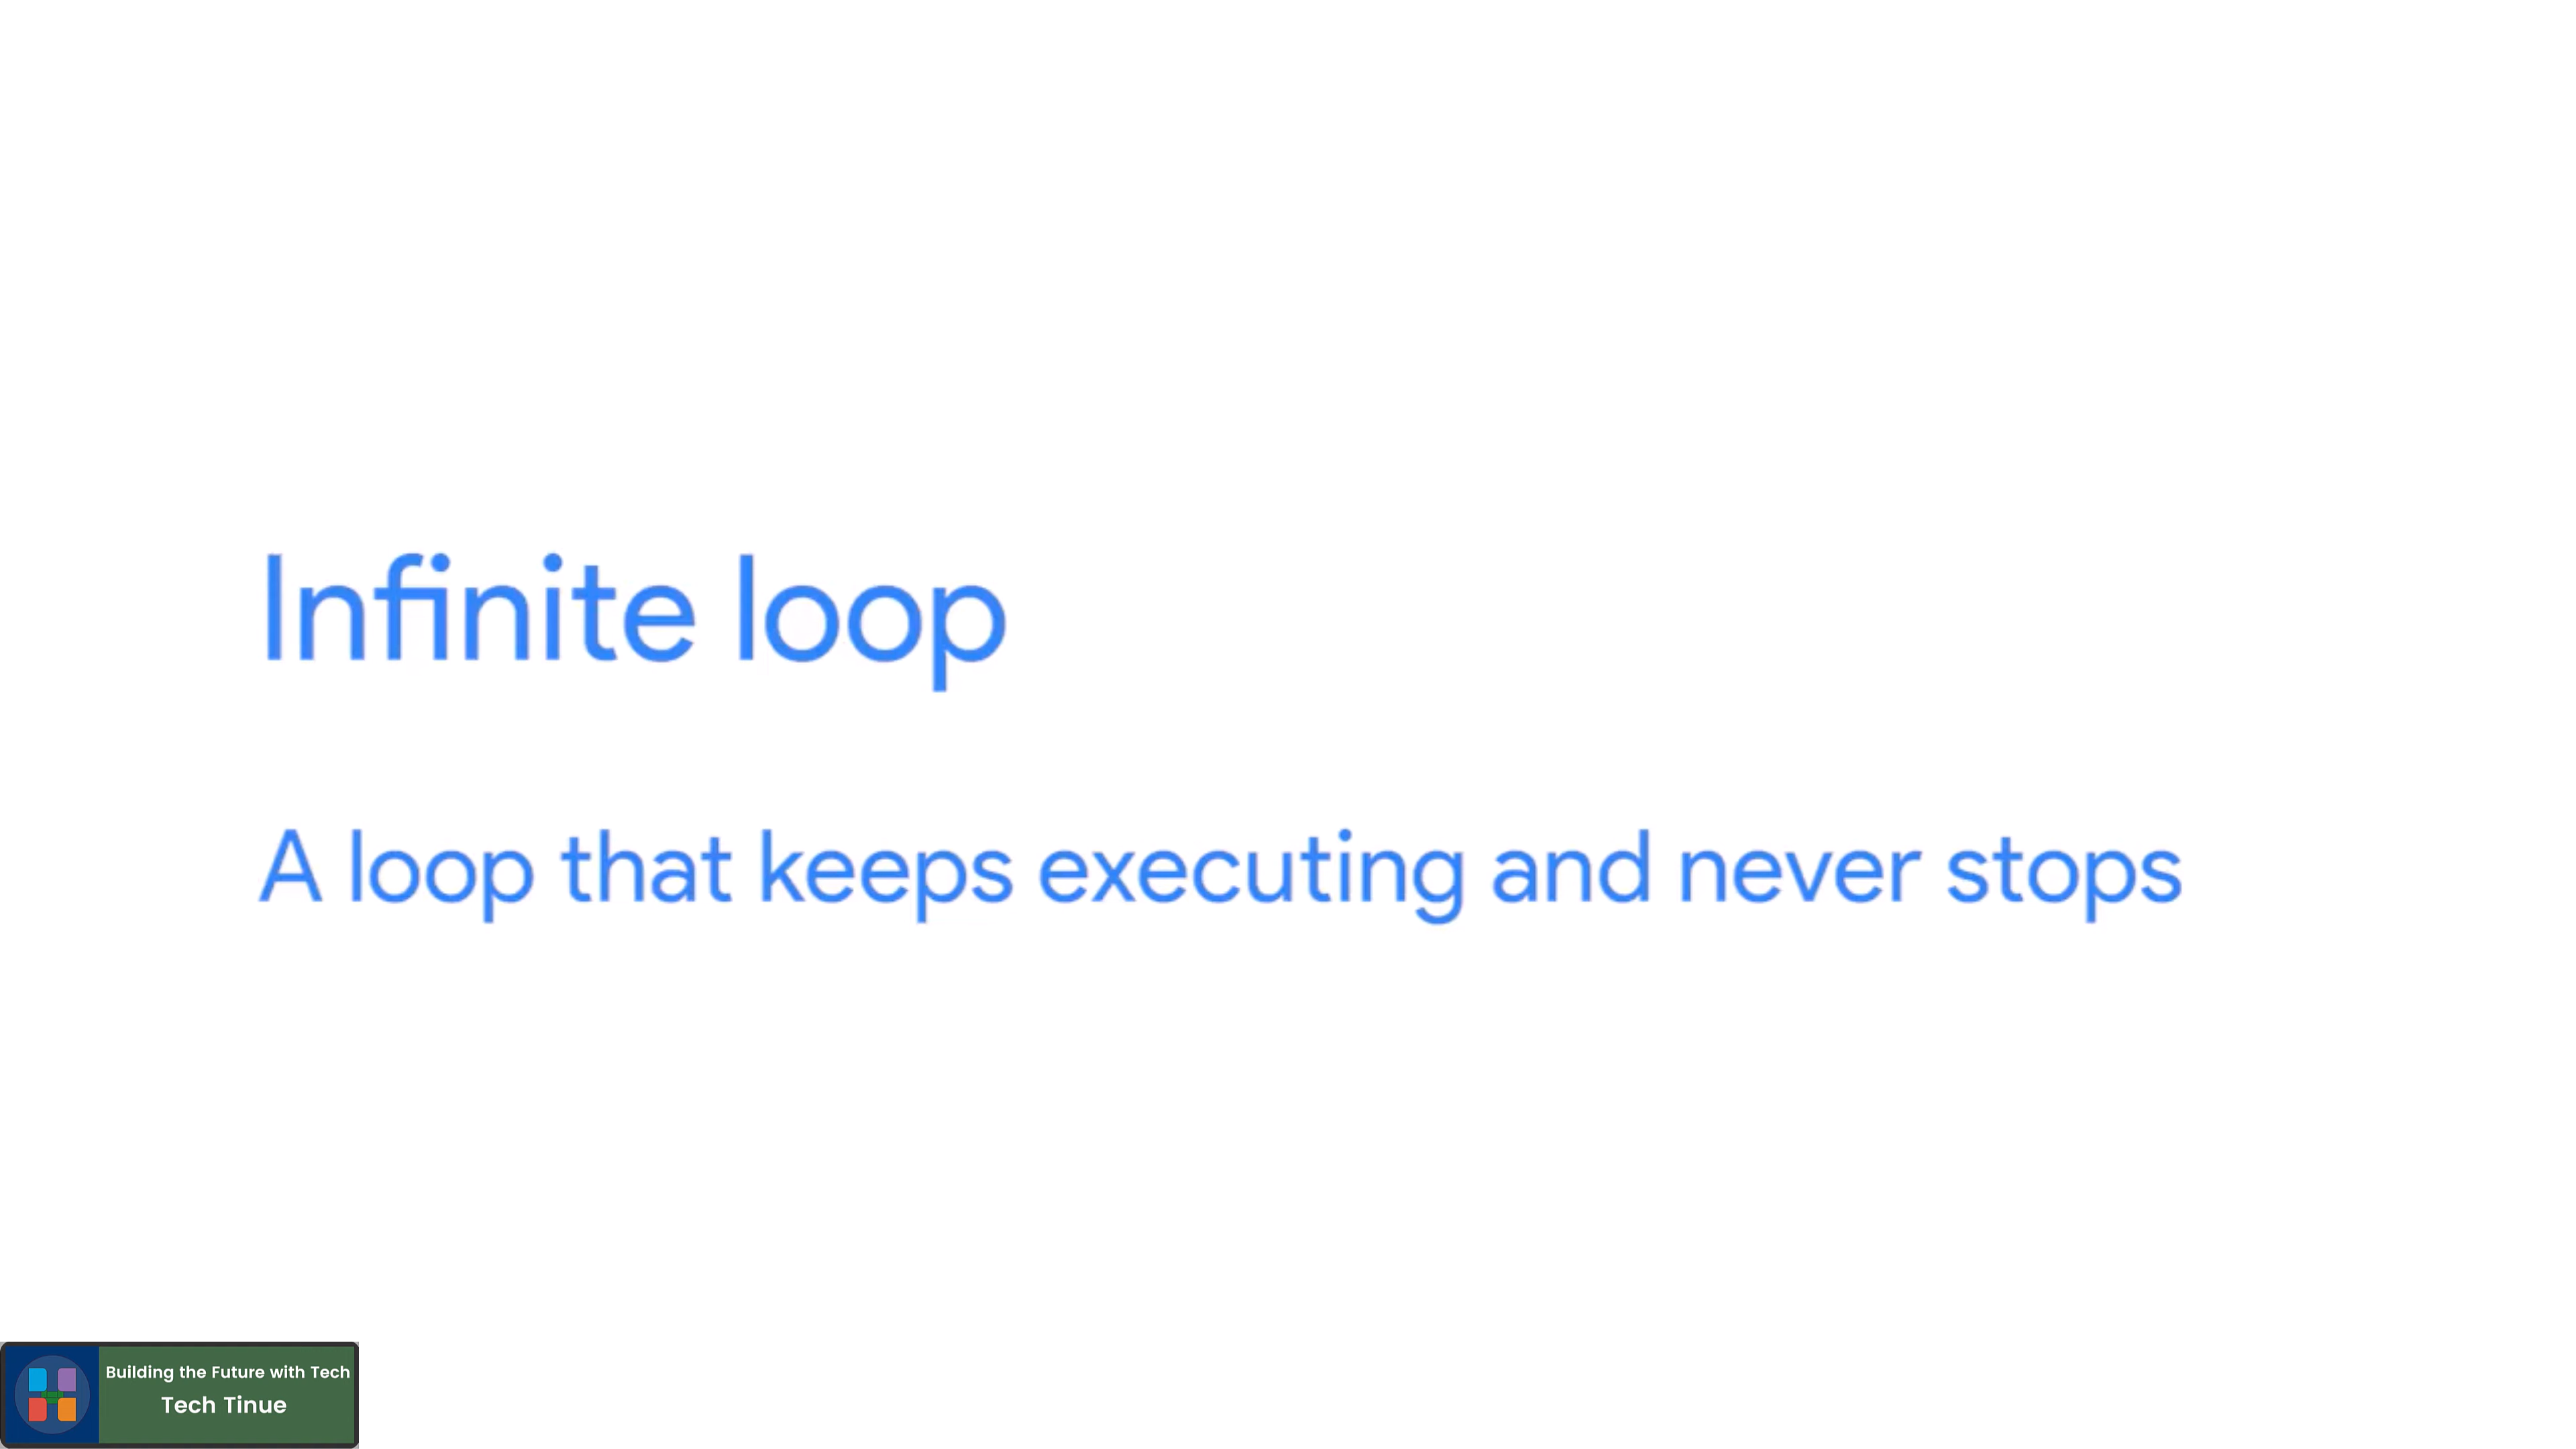 Infinite loop
A loop that keeps executing and never stops
Building the Future with Tech
Tech Tinue